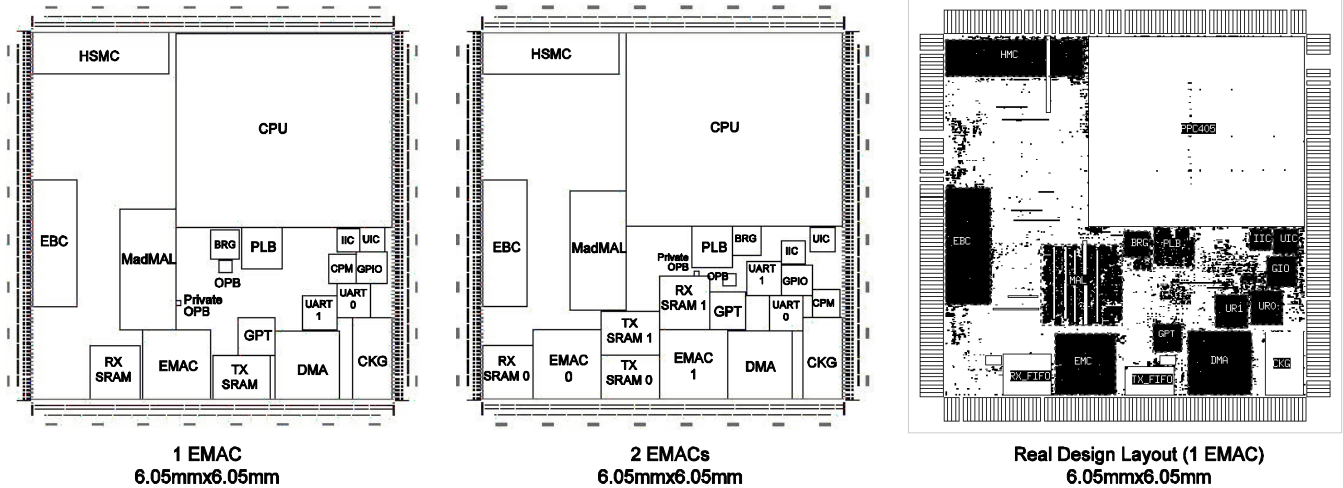 HSMC
CPU
EBC
MadMAL
BRG
PLB
IIC
UIC
OPB
CPM
GPIO
Private
OPB
UART
1
UART
0
GPT
RX
SRAM
EMAC
TX
SRAM
DMA
CKG
1 EMAC
6.05mmx6.05mm
HSMC
CPU
EBC
MadMAL
PLB
BRG
IIC
UIC
Private
OPB
OPB
UART
1
GPIO
RX
SRAM 1
GPT
UART
0
CPM
TX
SRAM 1
RX
SRAM 0
EMAC
0
TX
SRAM 0
EMAC
1
DMA
CKG
2 EMACs
6.05mmx6.05mm
HMC
PPC405
EBC
BRG
PLB
IIC
UIC
MAL
GIO
UR1
UR0
GPT
RX_FIFO
EMC
TX_FIFO
DMA
CKG
Real Design Layout (1 EMAC)
6.05mmx6.05mm